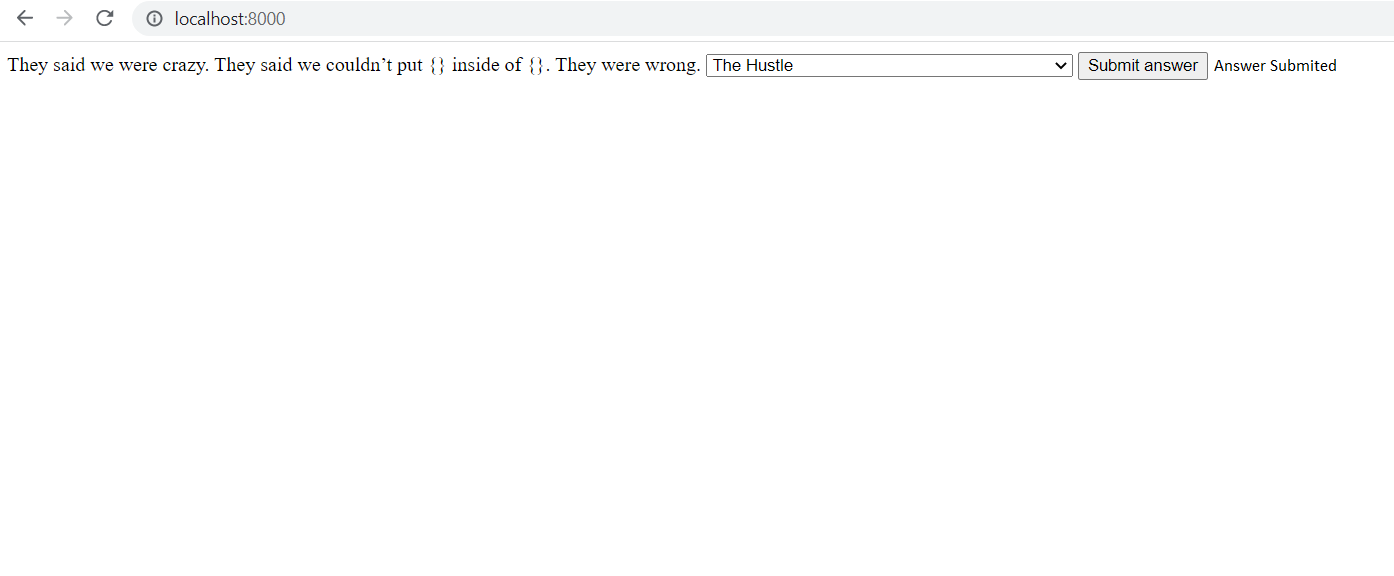 localhost:8000
They said we were crazy. They said we couldn’t put {} inside of {}. They were wrong. The Hustle Submit answer Answer Submited